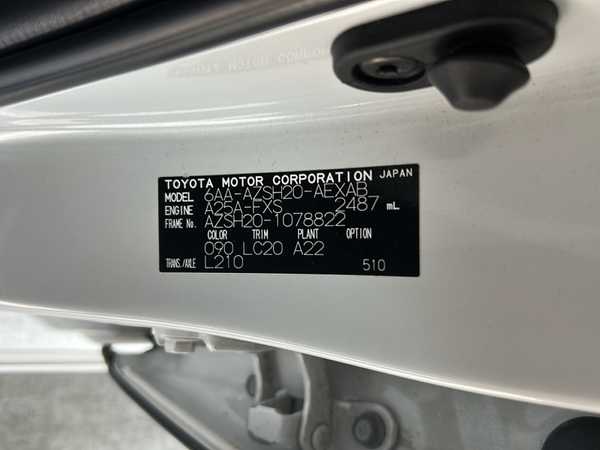 TOYOTA MOTOR CORPORATION JAPAN
MODEL 6AA-AZSH20-AEXAB
ENGINE A25A-FXS 2487 mL
FRAME No. AZSH20-1078822
COLOR TRIM PLANT OPTION
090 LC20 A22
TRANS./AXLE L210 510